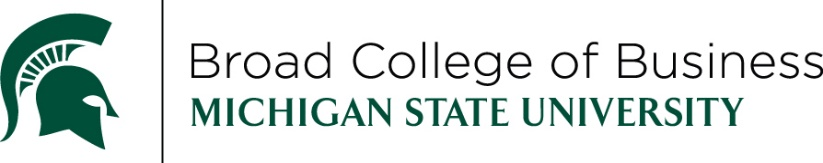 Broad College of Business
MICHIGAN STATE UNIVERSITY